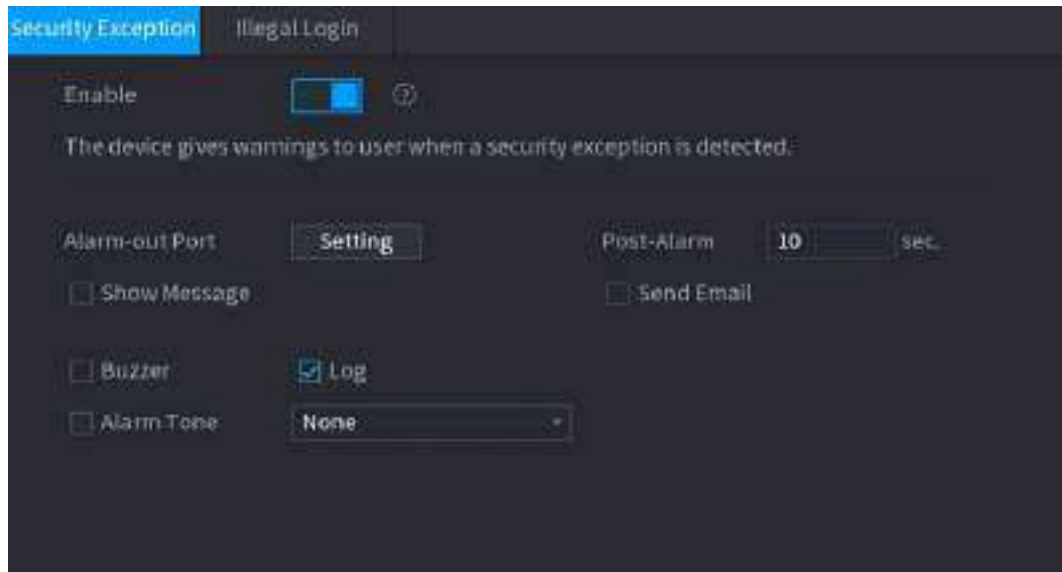 Security Exception Illegal Login
Enable ?
The device gives warnings to user when a security exception is detected.
Alarm-out Port Setting Post-Alarm 10 sec.
Show Message Send Email
Buzzer Log
Alarm Tone None